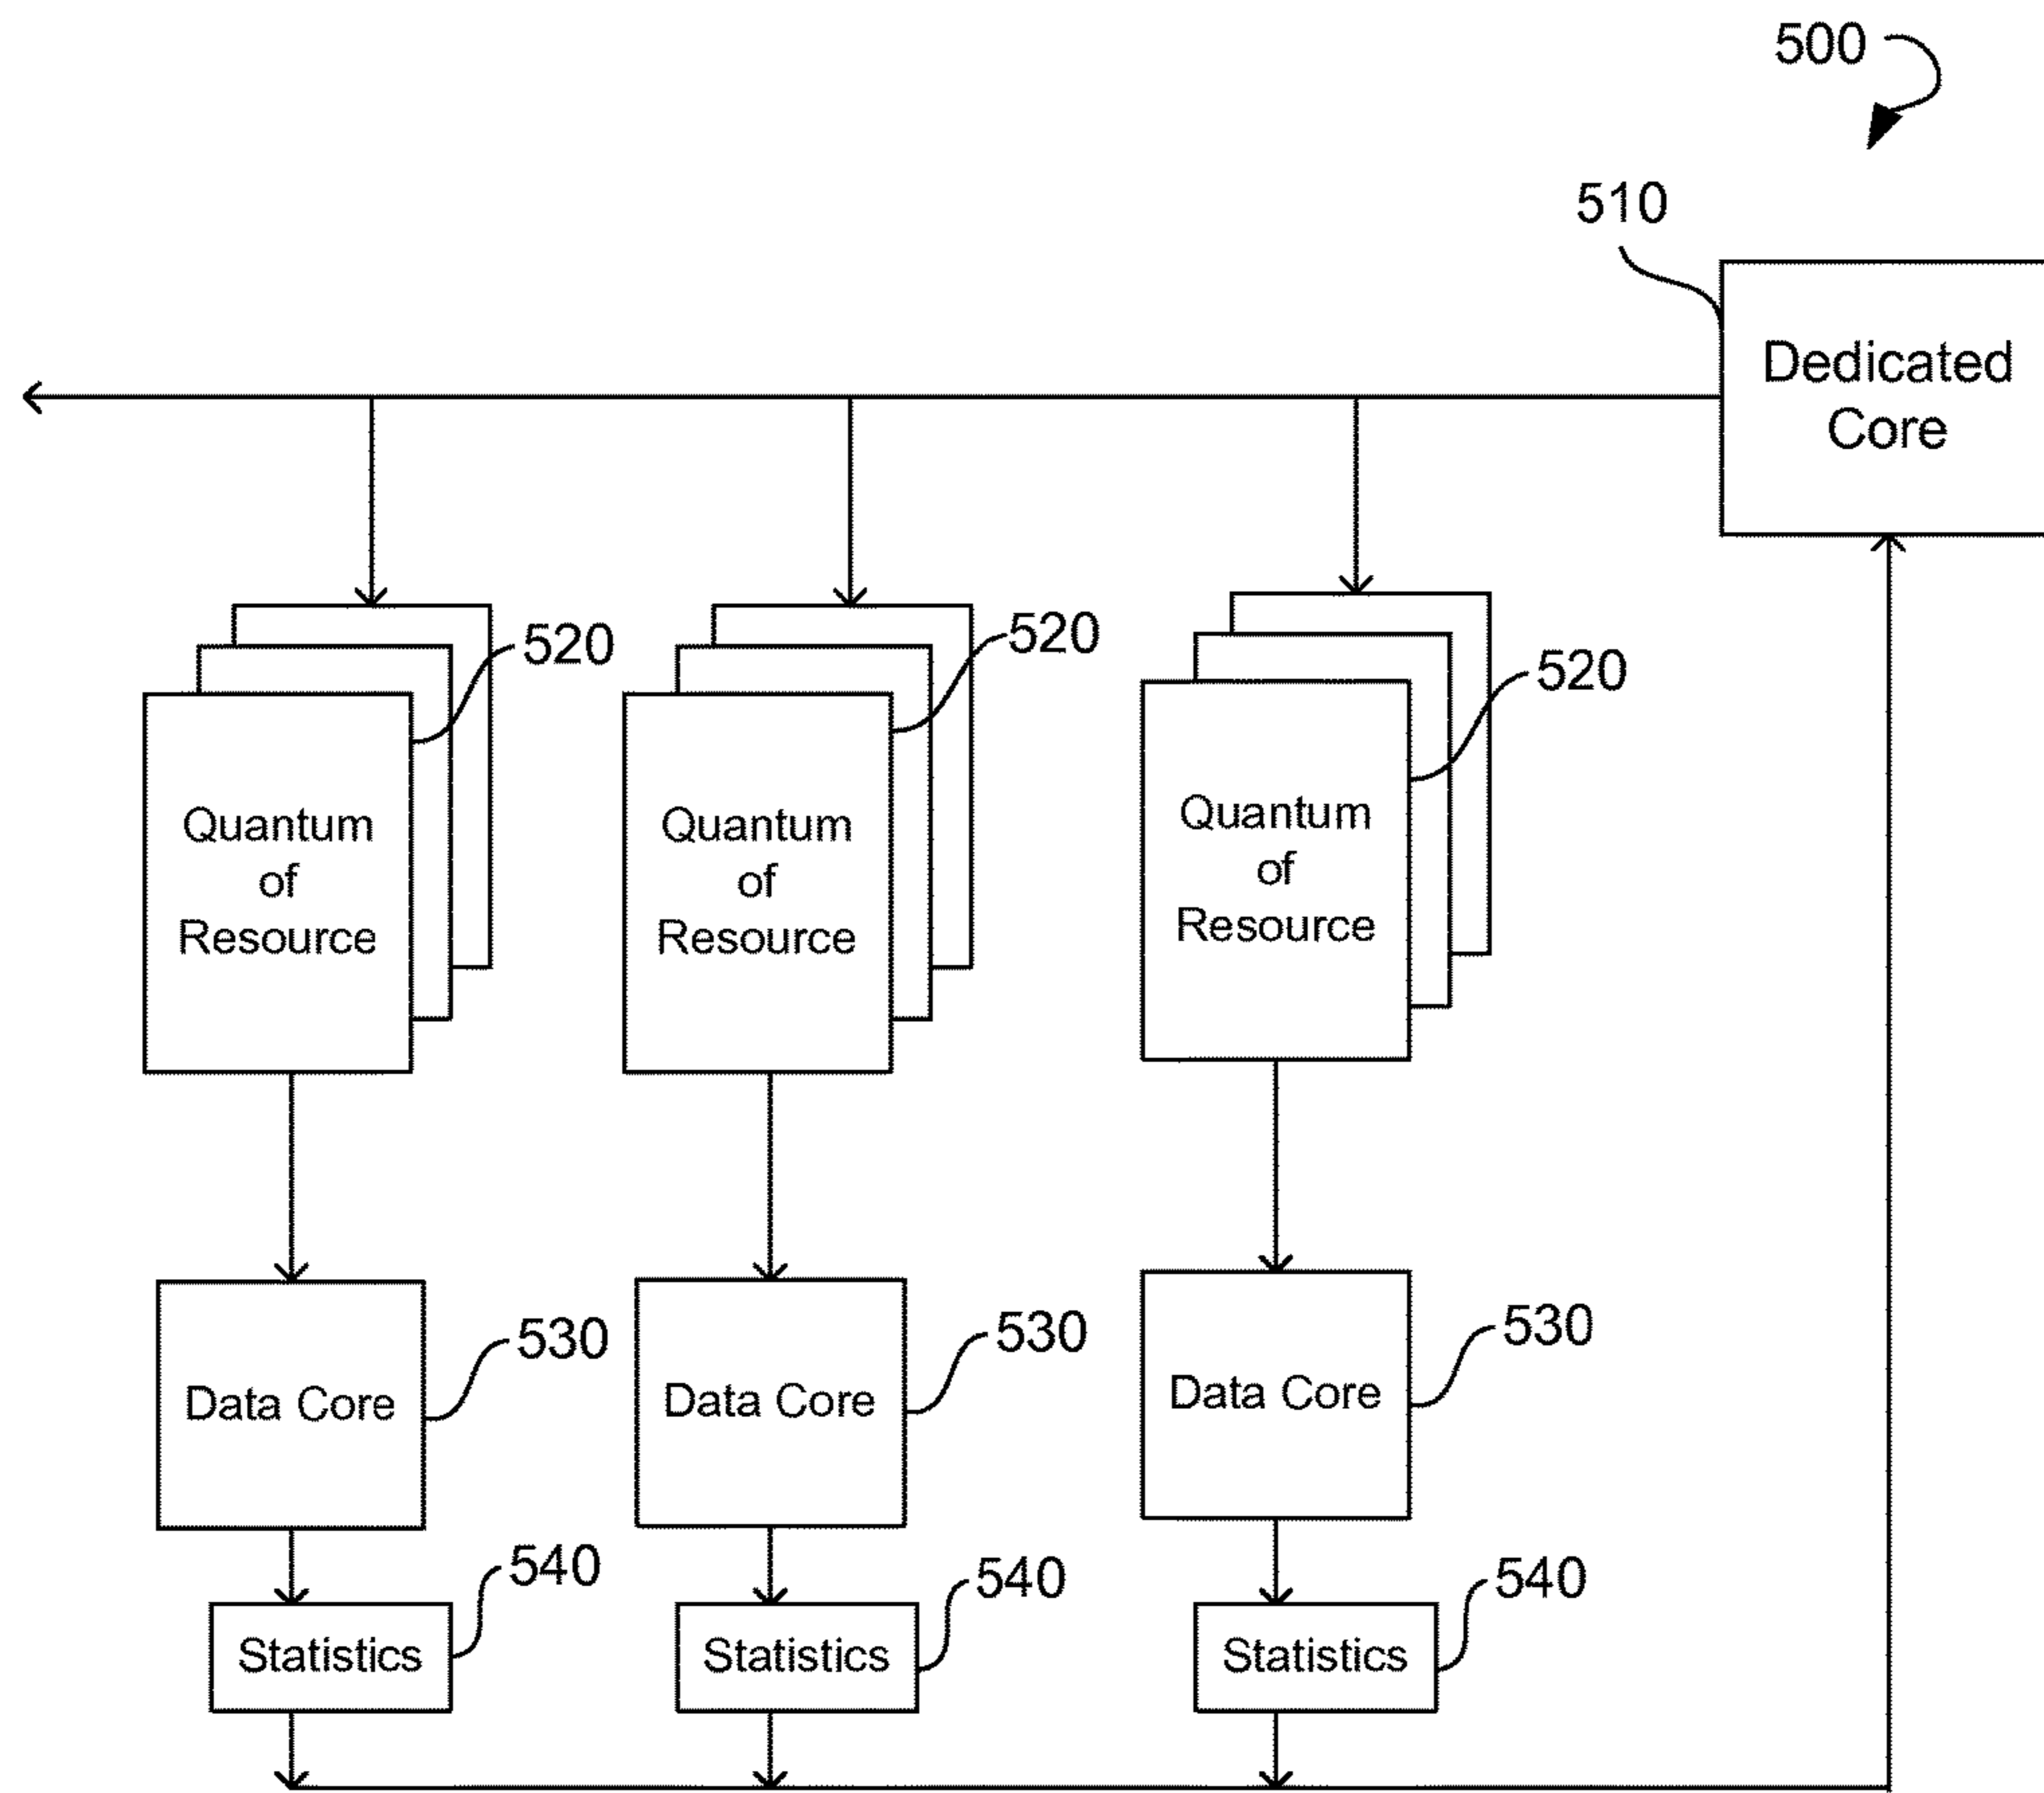 500
510
Dedicated
Core
520
520
520
Quantum
of
Resource
Quantum
of
Resource
Quantum
of
Resource
530
530
530
Data Core
Data Core
Data Core
540
540
540
Statistics
Statistics
Statistics